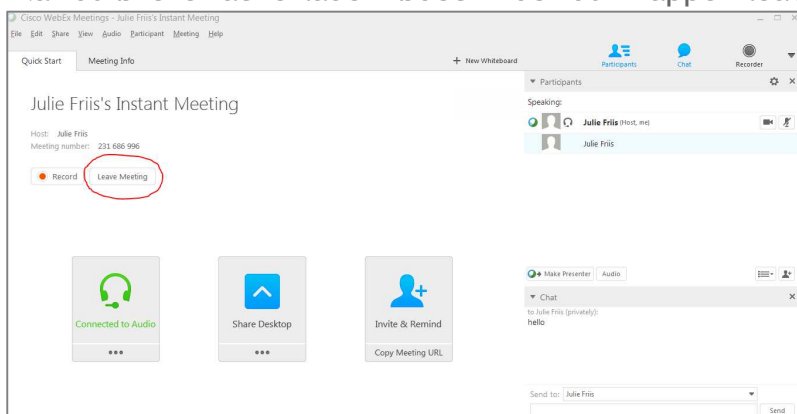 Cisco WebEx Meetings - Julie Friis's Instant Meeting
File Edit Share View Audio Participant Meeting Help
Quick Start Meeting Info + New Whiteboard
Participants Chat Recorder
Julie Friis's Instant Meeting
Host: Julie Friis
Meeting number: 231 686 996
Record Leave Meeting
Connected to Audio
Share Desktop
Invite & Remind
Copy Meeting URL
Participants
Speaking:
Julie Friis (Host, me)
Julie Friis
Make Presenter Audio
Chat
to Julie Friis (privately):
hello
Send to: Julie Friis
Send